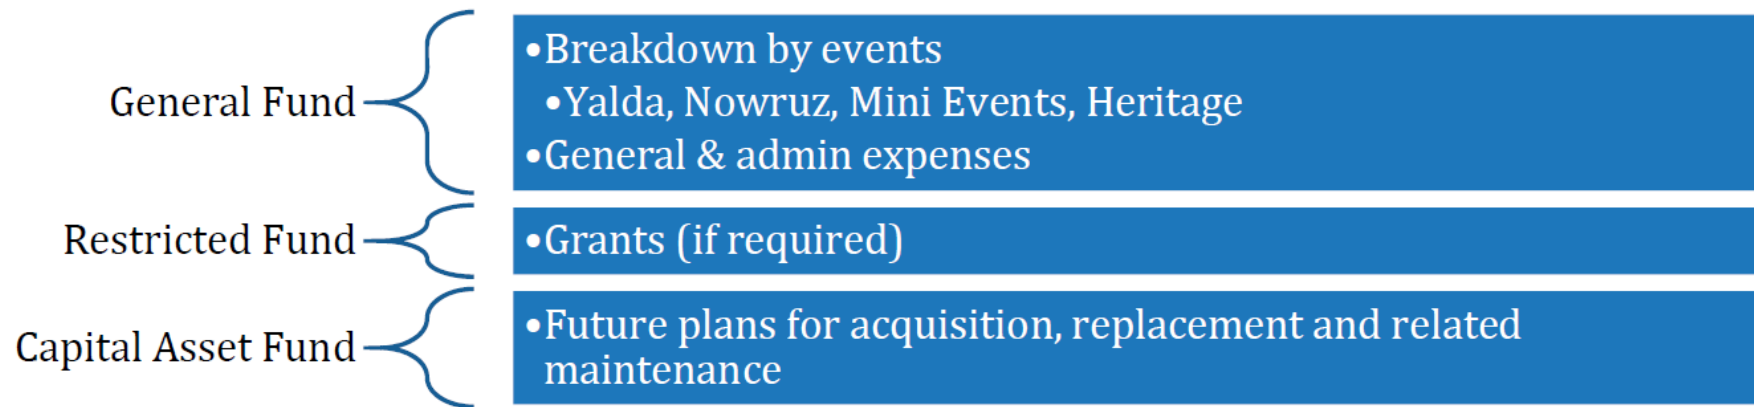 General Fund
•Breakdown by events
•Yalda, Nowruz, Mini Events, Heritage
•General & admin expenses
Restricted Fund
•Grants (if required)
Capital Asset Fund
•Future plans for acquisition, replacement and related
maintenance